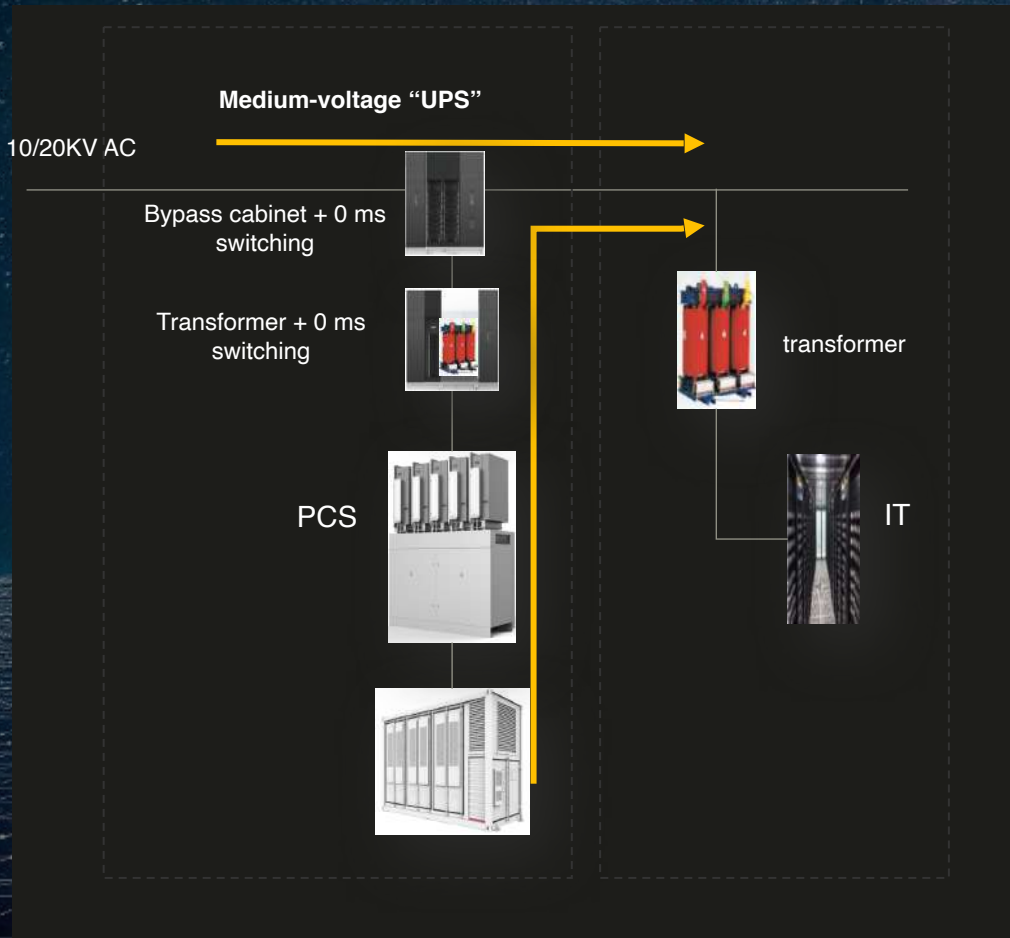 Medium-voltage “UPS”
10/20KV AC
Bypass cabinet + 0 ms
switching
Transformer + 0 ms
switching
transformer
PCS
IT